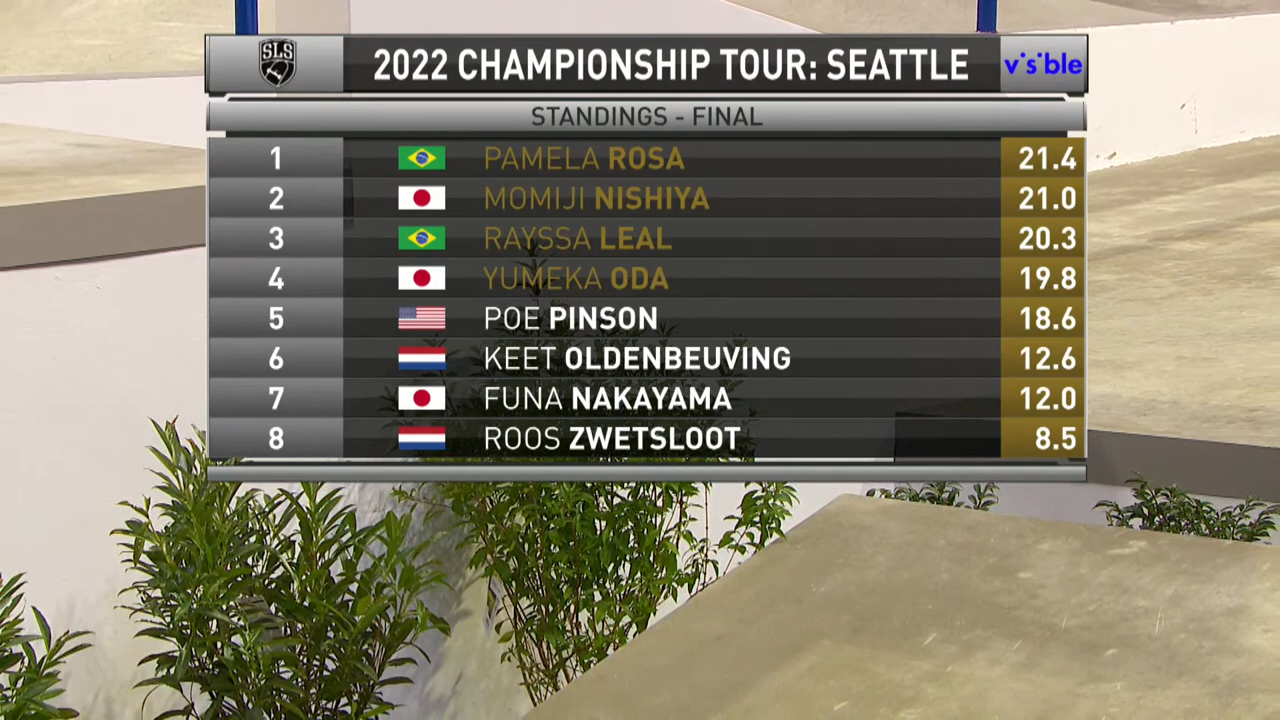 SLS 2022 CHAMPIONSHIP TOUR: SEATTLE visible
STANDINGS - FINAL
1 PAMELA ROSA 21.4
2 MOMIJI NISHIYA 21.0
3 RAYSSA LEAL 20.3
4 YUMEKA ODA 19.8
5 POE PINSON 18.6
6 KEET OLDENBEUVING 12.6
7 FUNA NAKAYAMA 12.0
8 ROOS ZWETSLOOT 8.5